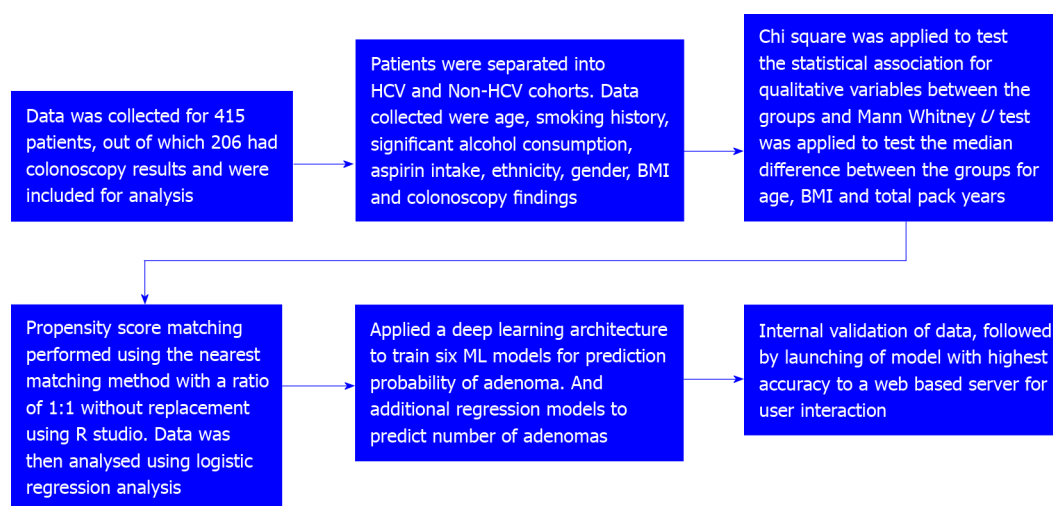 Data was collected for 415
patients, out of which 206 had
colonoscopy results and were
included for analysis
Patients were separated into
HCV and Non-HCV cohorts. Data
collected were age, smoking history,
significant alcohol consumption,
aspirin intake, ethnicity, gender, BMI
and colonoscopy findings
Chi square was applied to test
the statistical association for
qualitative variables between the
groups and Mann Whitney U test
was applied to test the median
difference between the groups for
age, BMI and total pack years
Propensity score matching
performed using the nearest
matching method with a ratio
of 1:1 without replacement
using R studio. Data was
then analysed using logistic
regression analysis
Applied a deep learning architecture
to train six ML models for prediction
probability of adenoma. And
additional regression models to
predict number of adenomas
Internal validation of data, followed
by launching of model with highest
accuracy to a web based server for
user interaction